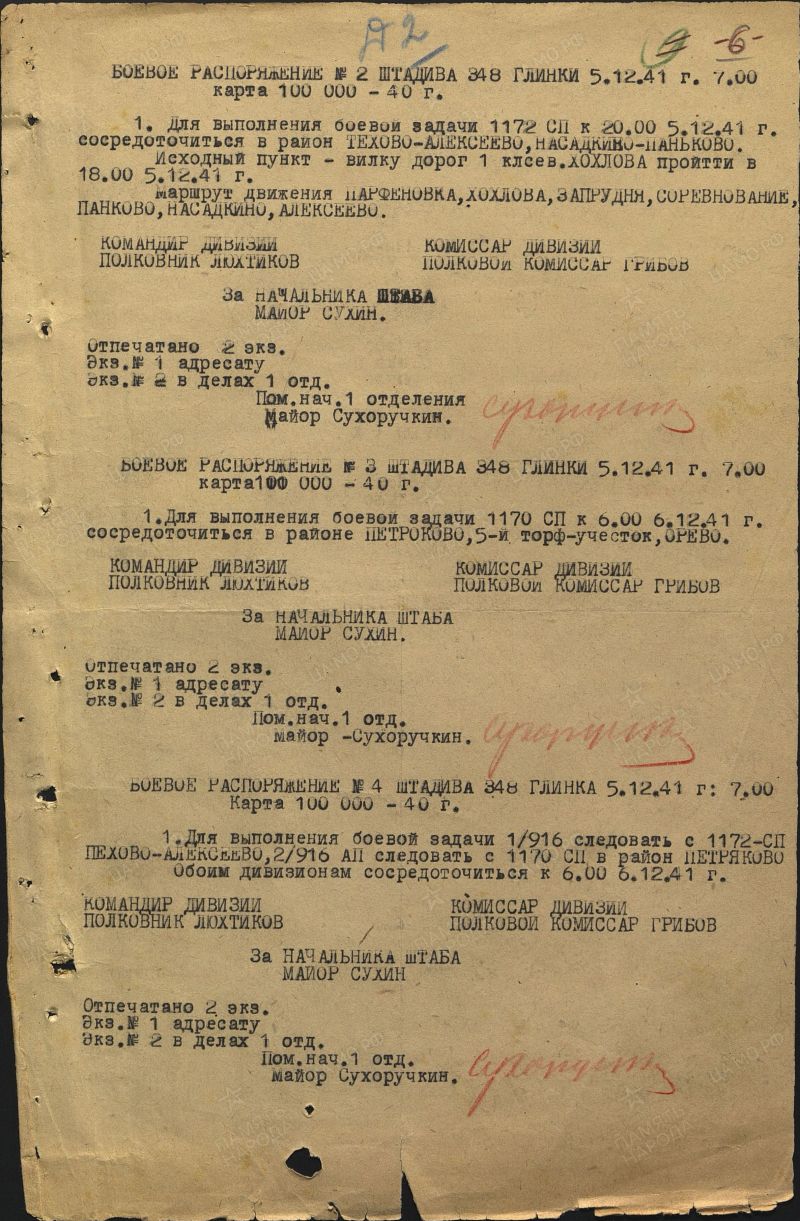 Д2
9 -6-
БОЕВОЕ РАСПОРЯЖЕНИЕ № 2 ШТАДИВА 348 ГЛИНКИ 5.12.41 г. 7.00
карта 100 000 - 40 г.
1. Для выполнения боевой задачи 1172 СП к 20.00 5.12.41 г.
сосредоточиться в район ТЕХОВО-АЛЕКСЕЕВО,НАСАДКИНО-ПАНЬКОВО.
Исходный пункт - вилку дорог 1 клсев.ХОХЛОВА пройтти в
18.00 5.12.41 г.
Маршрут движения ПАРФЕНОВКА,ХОХЛОВА,ЗАПРУДНЯ,СОРЕВНОВАНИЕ,
ПАНКОВО,НАСАДКИНО,АЛЕКСЕЕВО.
КОМАНДИР ДИВИЗИИ КОМИССАР ДИВИЗИИ
ПОЛКОВНИК ЛЮХТИКОВ ПОЛКОВОЙ КОМИССАР ГРИБОВ
За НАЧАЛЬНИКА ШТАБА
МАЙОР СУХИН.
Отпечатано 2 экз.
Экз.№ 1 адресату
Экз.№ 2 в делах 1 отд.
Пом.нач.1 отделения
Майор Сухоручкин.
БОЕВОЕ РАСПОРЯЖЕНИЕ № 3 ШТАДИВА 348 ГЛИНКИ 5.12.41 г. 7.00
карта1ФФ 000 - 40 г.
1.Для выполнения боевой задачи 1170 СП к 6.00 6.12.41 г.
сосредоточиться в районе ПЕТРОКОВО,5-й торф-учесток,ОРЕВО.
КОМАНДИР ДИВИЗИИ КОМИССАР ДИВИЗИИ
ПОЛКОВНИК ЛЮХТИКОВ ПОЛКОВОЙ КОМИССАР ГРИБОВ
За НАЧАЛЬНИКА ШТАБА
МАЙОР СУХИН.
Отпечатано 2 экз.
Экз.№ 1 адресату
Экз.№ 2 в делах 1 отд.
Пом.нач.1 отд.
Майор -Сухоручкин.
БОЕВОЕ РАСПОРЯЖЕНИЕ № 4 ШТАДИВА 348 ГЛИНКА 5.12.41 г: 7.00
Карта 100 000 - 40 г.
1.Для выполнения боевой задачи 1/916 следовать с 1172-СП
ПЕХОВО-АЛЕКСЕЕВО,2/916 АП следовать с 1170 СП в район ПЕТРЯКОВО
Обоим дивизионам сосредоточиться к 6.00 6.12.41 г.
КОМАНДИР ДИВИЗИИ КОМИССАР ДИВИЗИИ
ПОЛКОВНИК ЛЮХТИКОВ ПОЛКОВОЙ КОМИССАР ГРИБОВ
За НАЧАЛЬНИКА ШТАБА
МАЙОР СУХИН
Отпечатано 2 экз.
Экз.№ 1 адресату
Экз.№ 2 в делах 1 отд.
Пом.нач.1 отд.
Майор Сухоручкин.